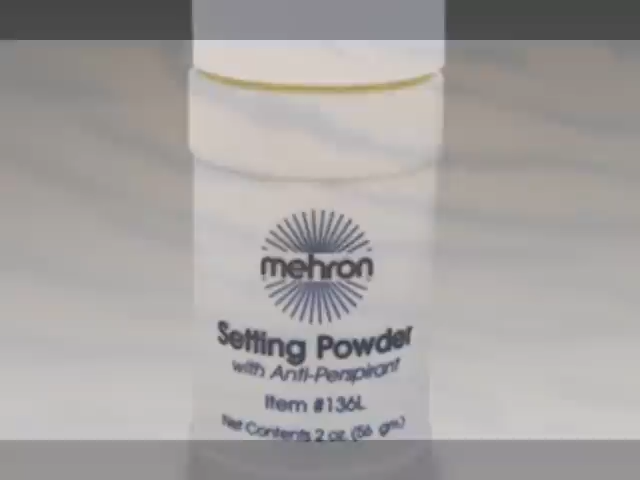 mehron
Setting Powder
with Anti-Perspirant
Item #136L
Net Contents 2 oz. (56 gm)